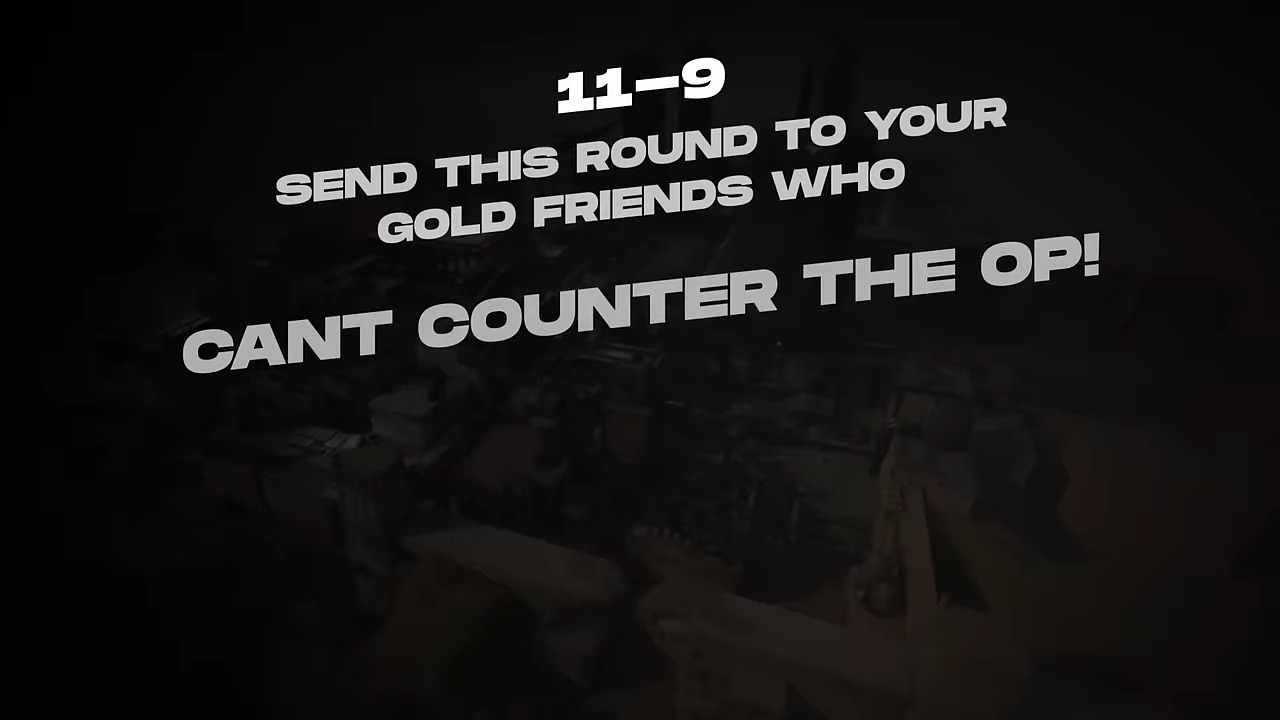 11–9
SEND THIS ROUND TO YOUR
GOLD FRIENDS WHO
CANT COUNTER THE OP!